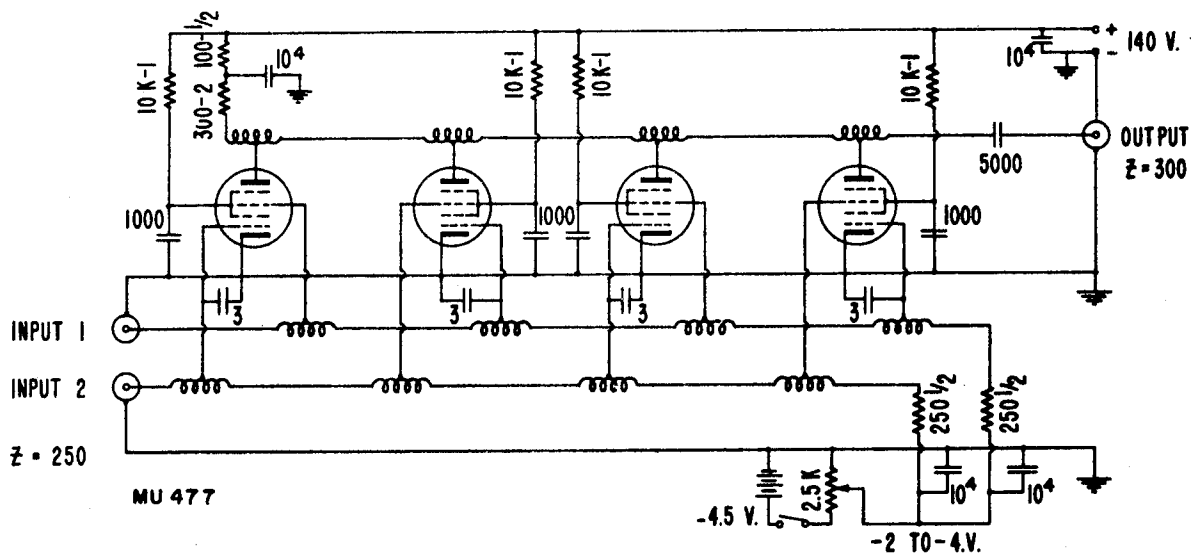 10 K-1
300-2 100-1/2
10⁴
10 K-1
10 K-1
10 K-1
10⁴
+ 140 V.
-
OUTPUT
Z = 300
5000
1000
1000
1000
3
3
3
3
INPUT 1
INPUT 2
Z = 250
250 1/2
250 1/2
MU 477
-4.5 V.
2.5 K
10⁴
10⁴
-2 TO -4.V.